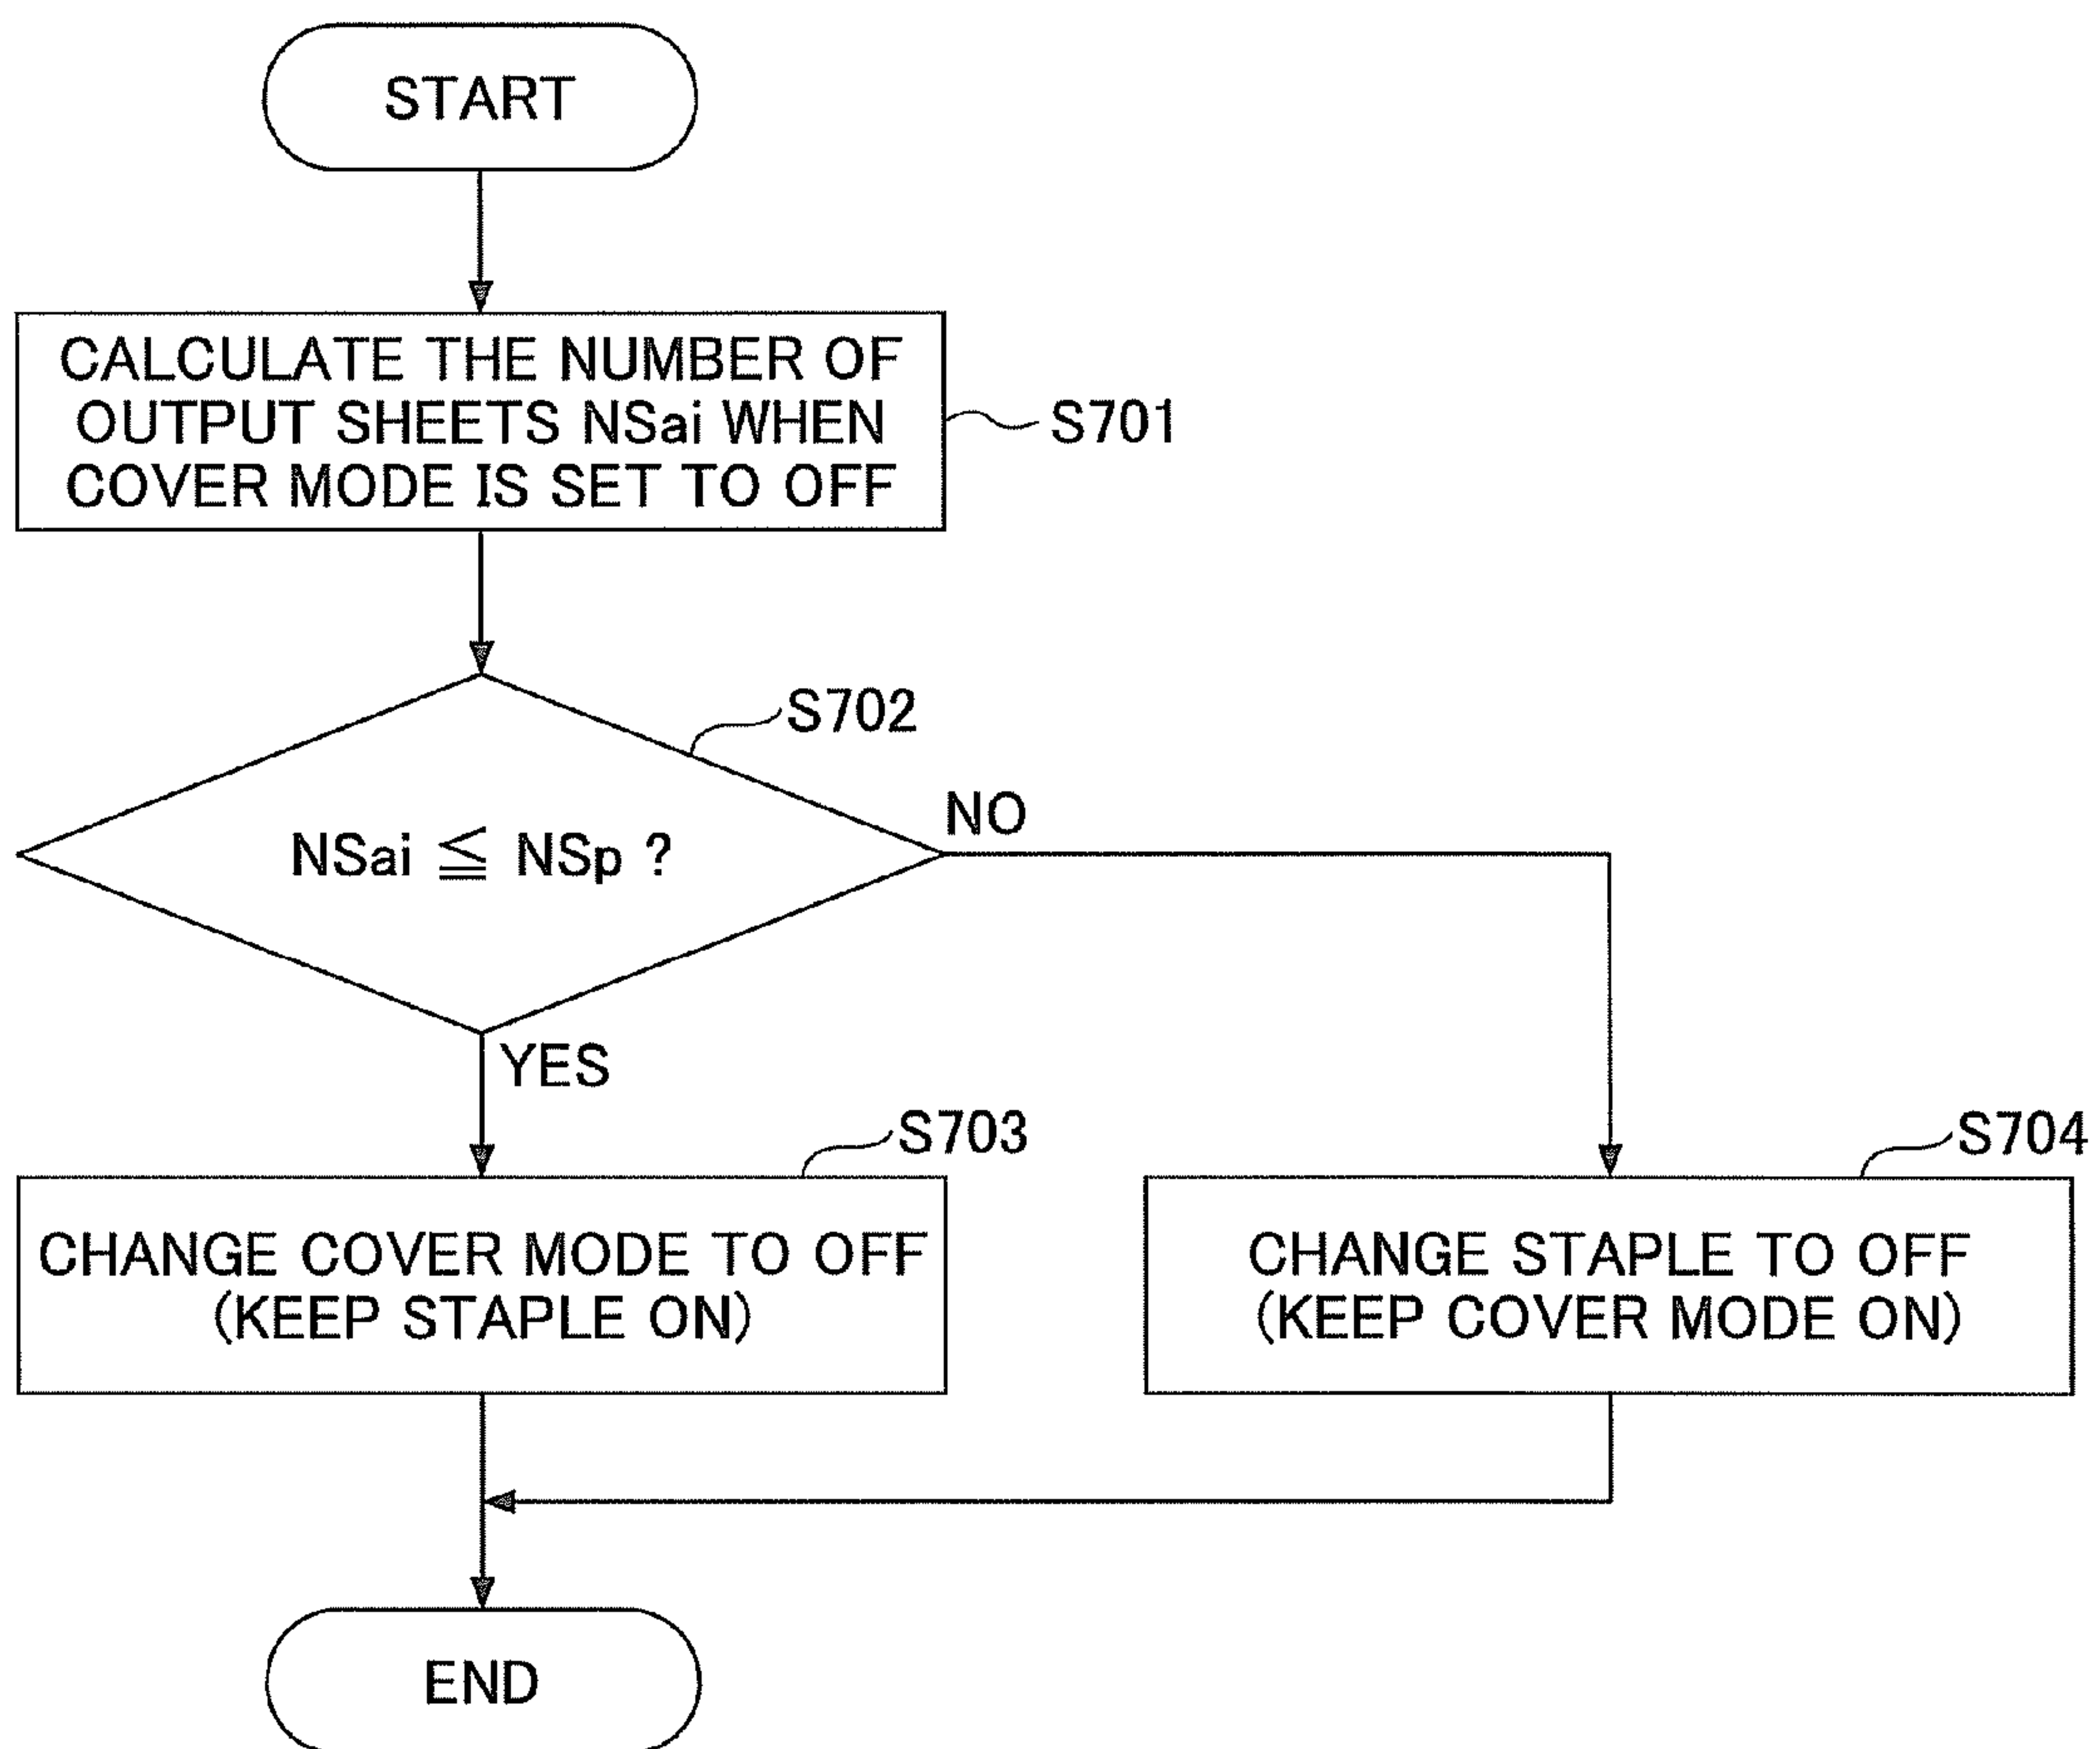 START
CALCULATE THE NUMBER OF
OUTPUT SHEETS NSai WHEN
COVER MODE IS SET TO OFF
S701
S702
NSai ≦ NSp ?
NO
YES
S703
CHANGE COVER MODE TO OFF
(KEEP STAPLE ON)
S704
CHANGE STAPLE TO OFF
(KEEP COVER MODE ON)
END